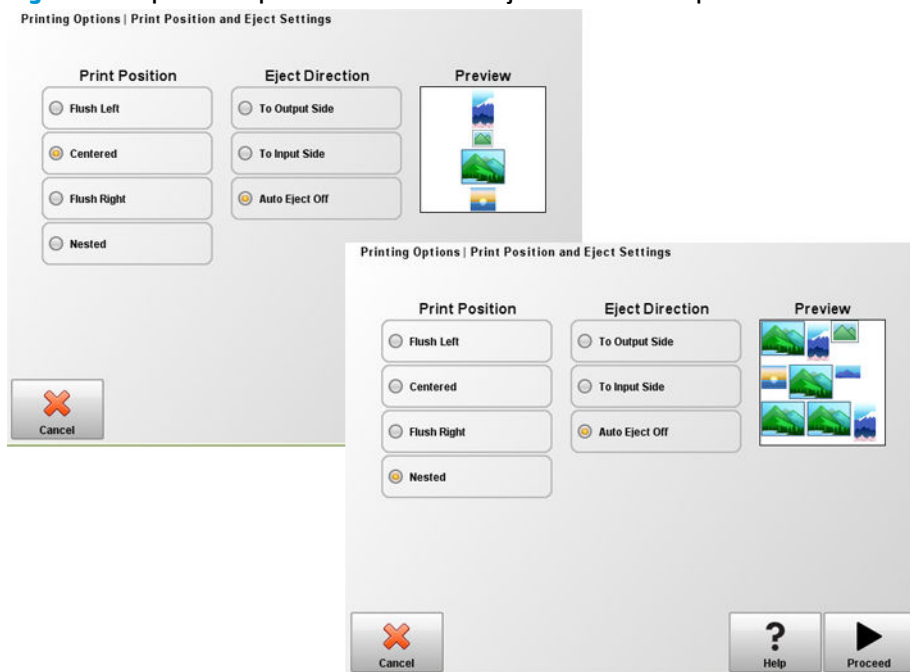 Printing Options | Print Position and Eject Settings
Print Position Eject Direction Preview
Flush Left To Output Side
Centered To Input Side
Flush Right Auto Eject Off
Nested
Cancel
Printing Options | Print Position and Eject Settings
Print Position Eject Direction Preview
Flush Left To Output Side
Centered To Input Side
Flush Right Auto Eject Off
Nested
Cancel ? Help Proceed